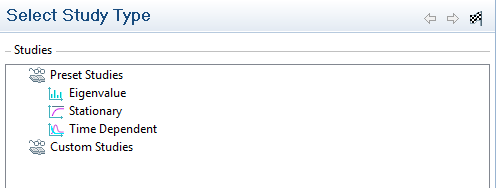 Select Study Type
Studies
Preset Studies
Eigenvalue
Stationary
Time Dependent
Custom Studies